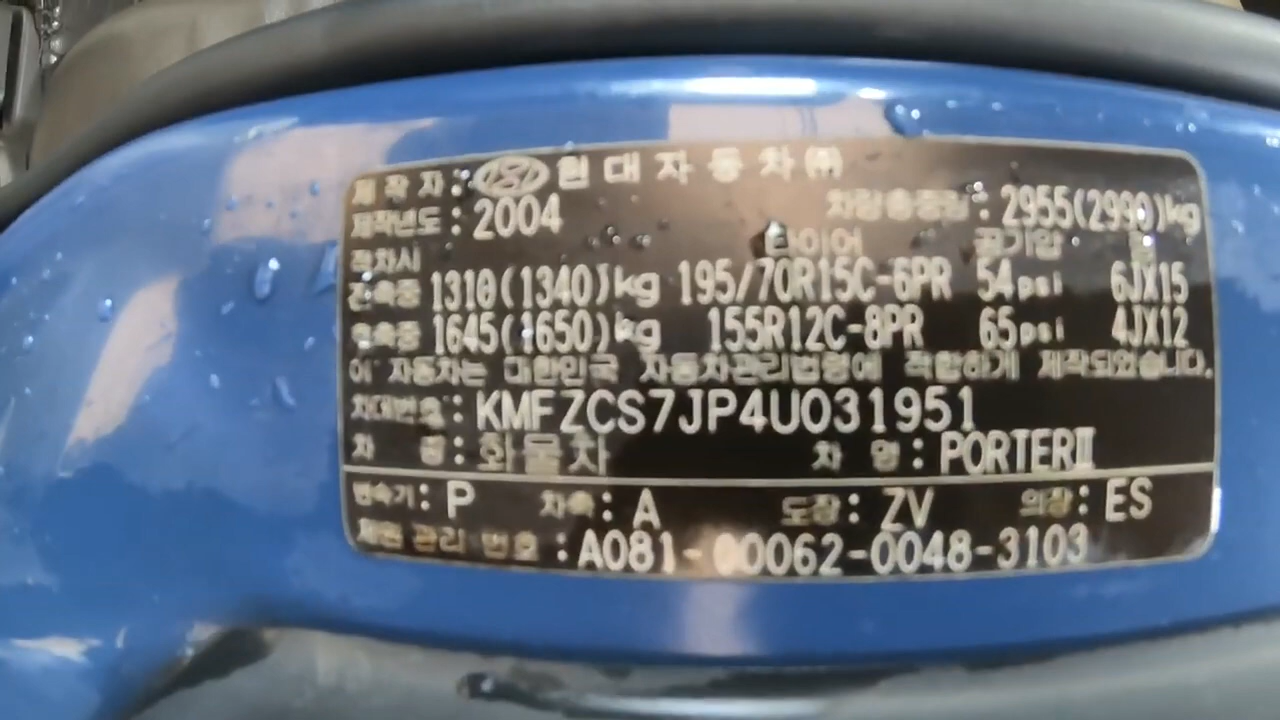 제작자: 현대자동차㈜
제작년도: 2004 차량총중량: 2955(2990)kg
적차시 타이어 공기압 림
전축중 1310(1340)kg 195/70R15C-6PR 54psi 6JX15
후축중 1645(1650)kg 155R12C-8PR 65psi 4JX12
이 자동차는 대한민국 자동차관리법령에 적합하게 제작되었습니다.
차대번호: KMFZCS7JP4U031951
차 종: 화물차 차 명: PORTERⅡ
변속기: P 차축: A 도장: ZV 의장: ES
제원관리번호: A081-00062-0048-3103